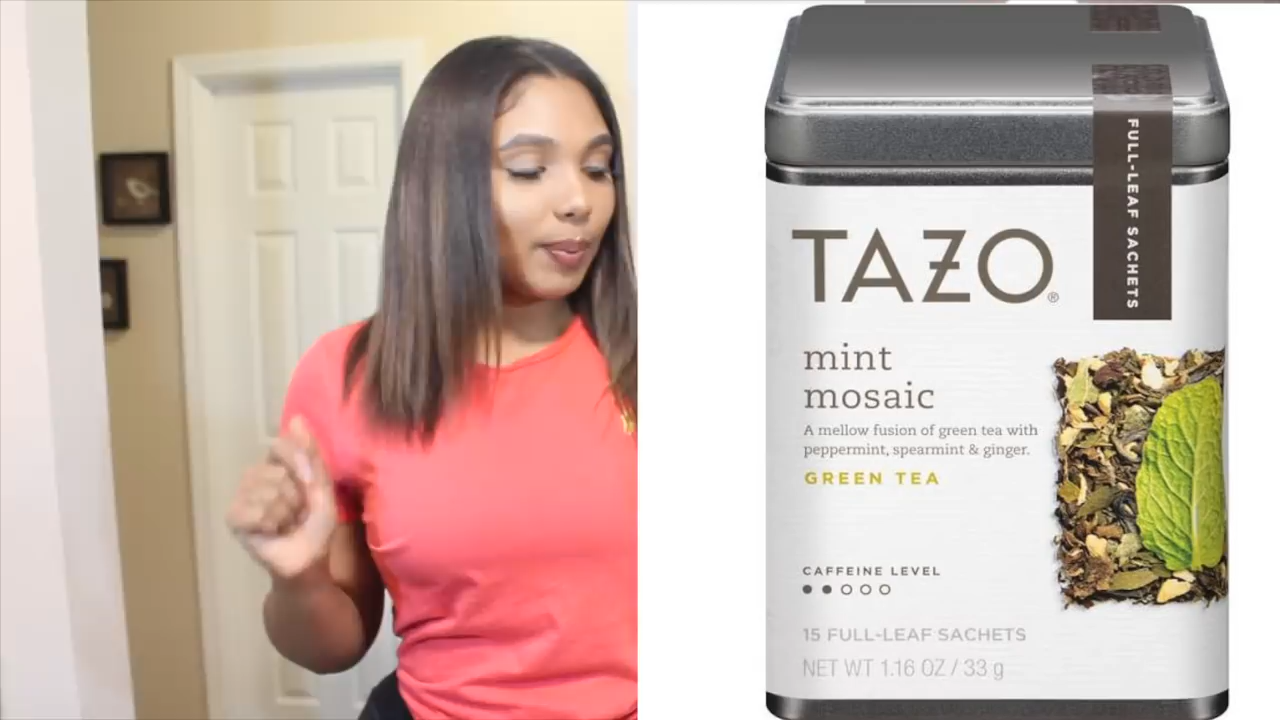 FULL-LEAF SACHETS
TAZO®
mint
mosaic
A mellow fusion of green tea with
peppermint, spearmint & ginger.
GREEN TEA
CAFFEINE LEVEL
15 FULL-LEAF SACHETS
NET WT 1.16 OZ / 33 g